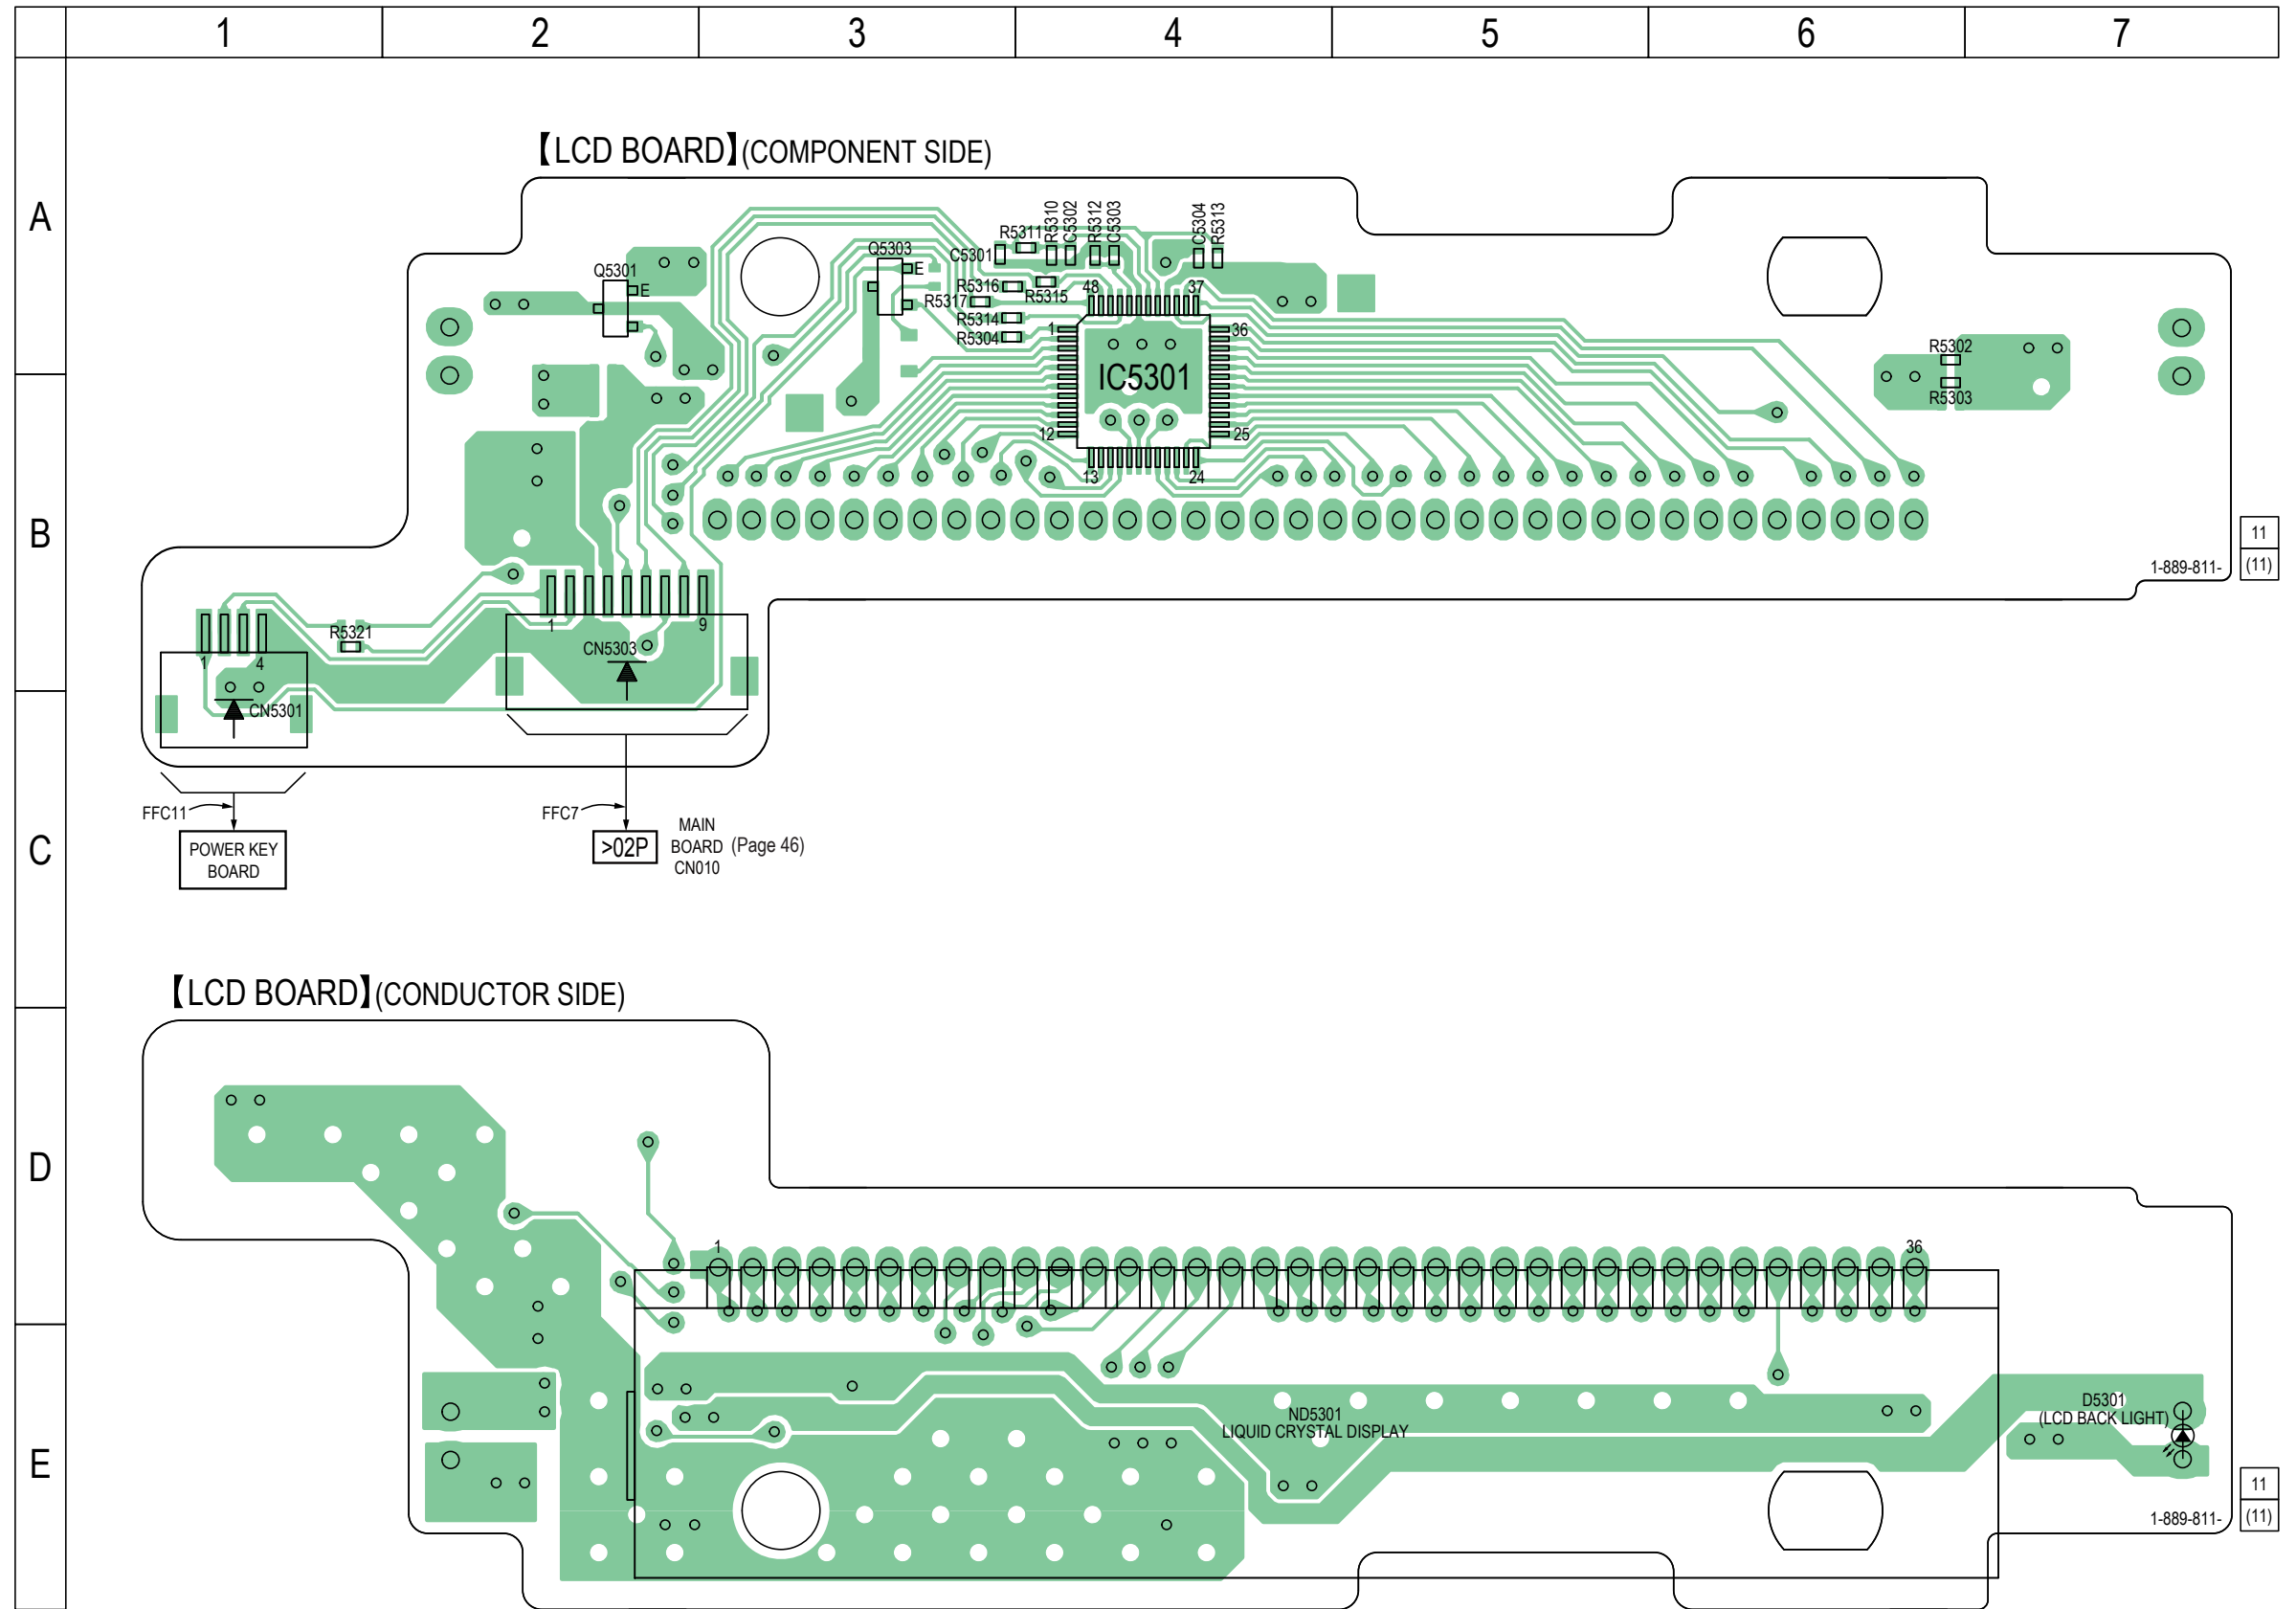 1 2 3 4 5 6 7
A
【LCD BOARD】(COMPONENT SIDE)
R5311 R5310 C5302 R5312 C5303 C5304 R5313
C5301
Q5303
E
Q5301
E
R5316
R5317
R5315
48 37
R5314
R5304
1 36
IC5301
R5302
R5303
12 25
13 24
B
11
(11)
1-889-811-
R5321
1 9
CN5303
1 4
CN5301
C
FFC11
POWER KEY
BOARD
FFC7
>02P
MAIN
BOARD (Page 46)
CN010
【LCD BOARD】(CONDUCTOR SIDE)
D
1 36
E
ND5301
LIQUID CRYSTAL DISPLAY
D5301
(LCD BACK LIGHT)
11
(11)
1-889-811-